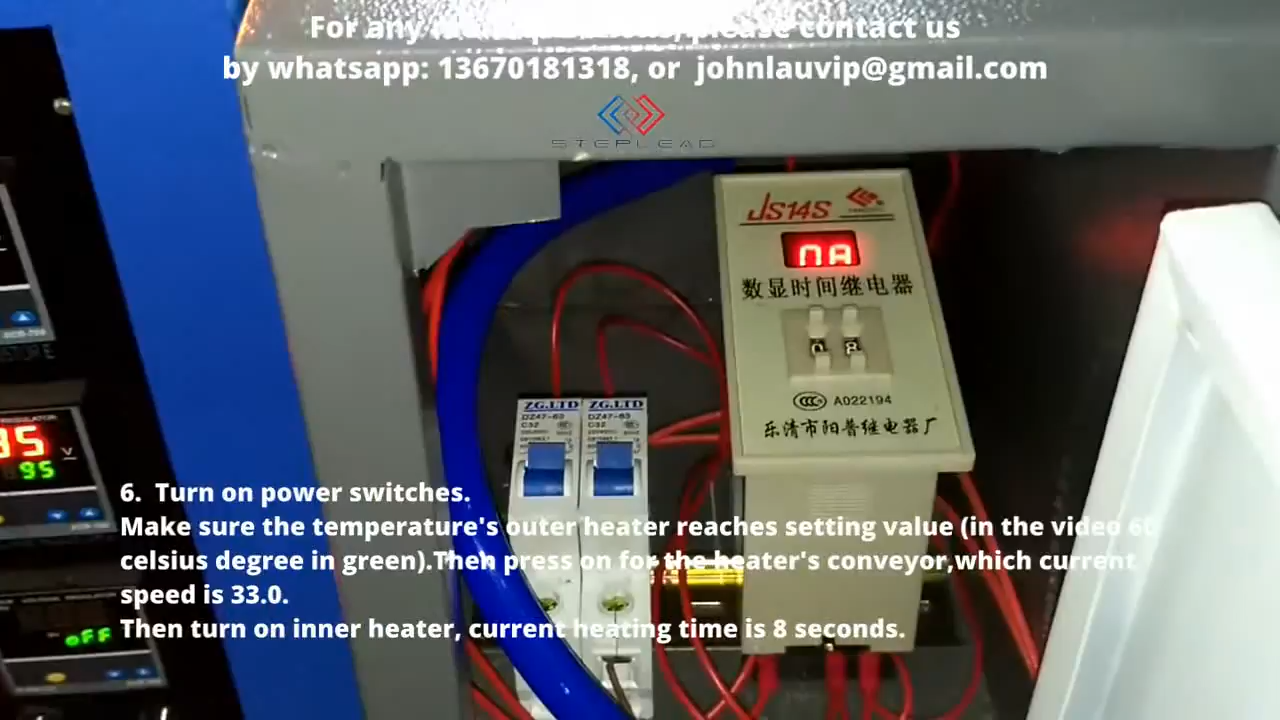 For any please contact us
by whatsapp: 13670181318, or johnlauvip@gmail.com
STEPLEAD
JS14S
数显时间继电器
0 8
CCC A022194
乐清市阳普继电器厂
ZG.LTD ZG.LTD
DZ47-63 DZ47-63
C32 C32
95
OFF
6. Turn on power switches.
Make sure the temperature's outer heater reaches setting value (in the video 60
celsius degree in green).Then press on for the heater's conveyor,which current
speed is 33.0.
Then turn on inner heater, current heating time is 8 seconds.